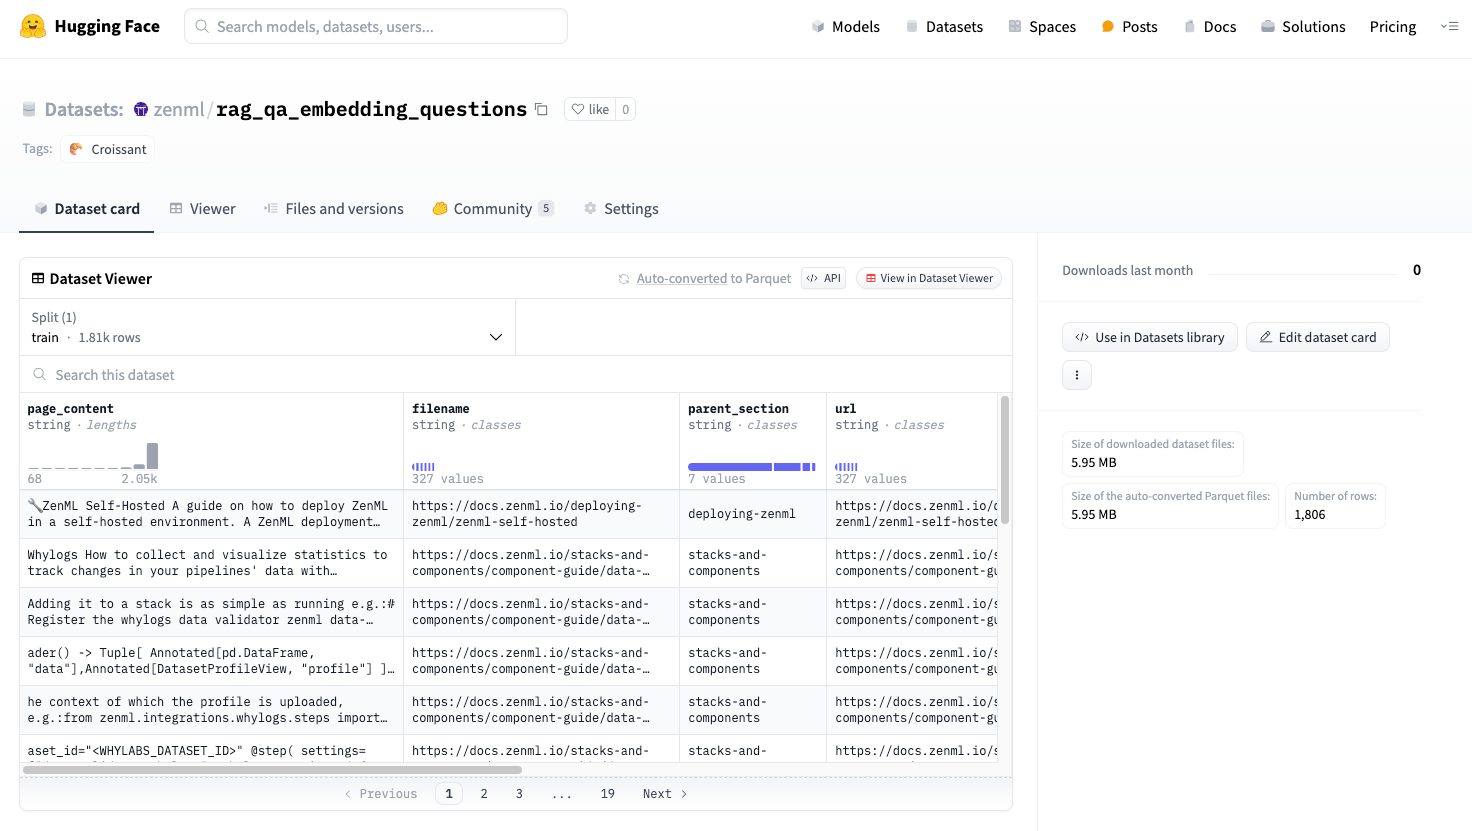 Hugging Face
Search models, datasets, users...
Models
Datasets
Spaces
Posts
Docs
Solutions
Pricing
Datasets: zenml/rag_qa_embedding_questions
like 0
Tags: Croissant
Dataset card
Viewer
Files and versions
Community 5
Settings
Dataset Viewer
Auto-converted to Parquet
</> API
View in Dataset Viewer
Split (1)
train · 1.81k rows
Search this dataset
page_content
string · lengths
68 2.05k
filename
string · classes
327 values
parent_section
string · classes
7 values
url
string · classes
327 values
🔧ZenML Self-Hosted A guide on how to deploy ZenML
in a self-hosted environment. A ZenML deployment…
https://docs.zenml.io/deploying-
zenml/zenml-self-hosted
deploying-zenml
https://docs.zenml.io/d
zenml/zenml-self-hosted
Whylogs How to collect and visualize statistics to
track changes in your pipelines' data with…
https://docs.zenml.io/stacks-and-
components/component-guide/data-…
stacks-and-
components
https://docs.zenml.io/s
components/component-gu
Adding it to a stack is as simple as running e.g.:#
Register the whylogs data validator zenml data-…
https://docs.zenml.io/stacks-and-
components/component-guide/data-…
stacks-and-
components
https://docs.zenml.io/s
components/component-gu
ader() -> Tuple[ Annotated[pd.DataFrame,
"data"],Annotated[DatasetProfileView, "profile"] ]…
https://docs.zenml.io/stacks-and-
components/component-guide/data-…
stacks-and-
components
https://docs.zenml.io/s
components/component-gu
he context of which the profile is uploaded,
e.g.:from zenml.integrations.whylogs.steps import…
https://docs.zenml.io/stacks-and-
components/component-guide/data-…
stacks-and-
components
https://docs.zenml.io/s
components/component-gu
aset_id="<WHYLABS_DATASET_ID>" @step( settings=
https://docs.zenml.io/stacks-and-
stacks-and-
https://docs.zenml.io/s
< Previous 1 2 3 ... 19 Next >
Downloads last month 0
</> Use in Datasets library
Edit dataset card
Size of downloaded dataset files:
5.95 MB
Size of the auto-converted Parquet files:
5.95 MB
Number of rows:
1,806